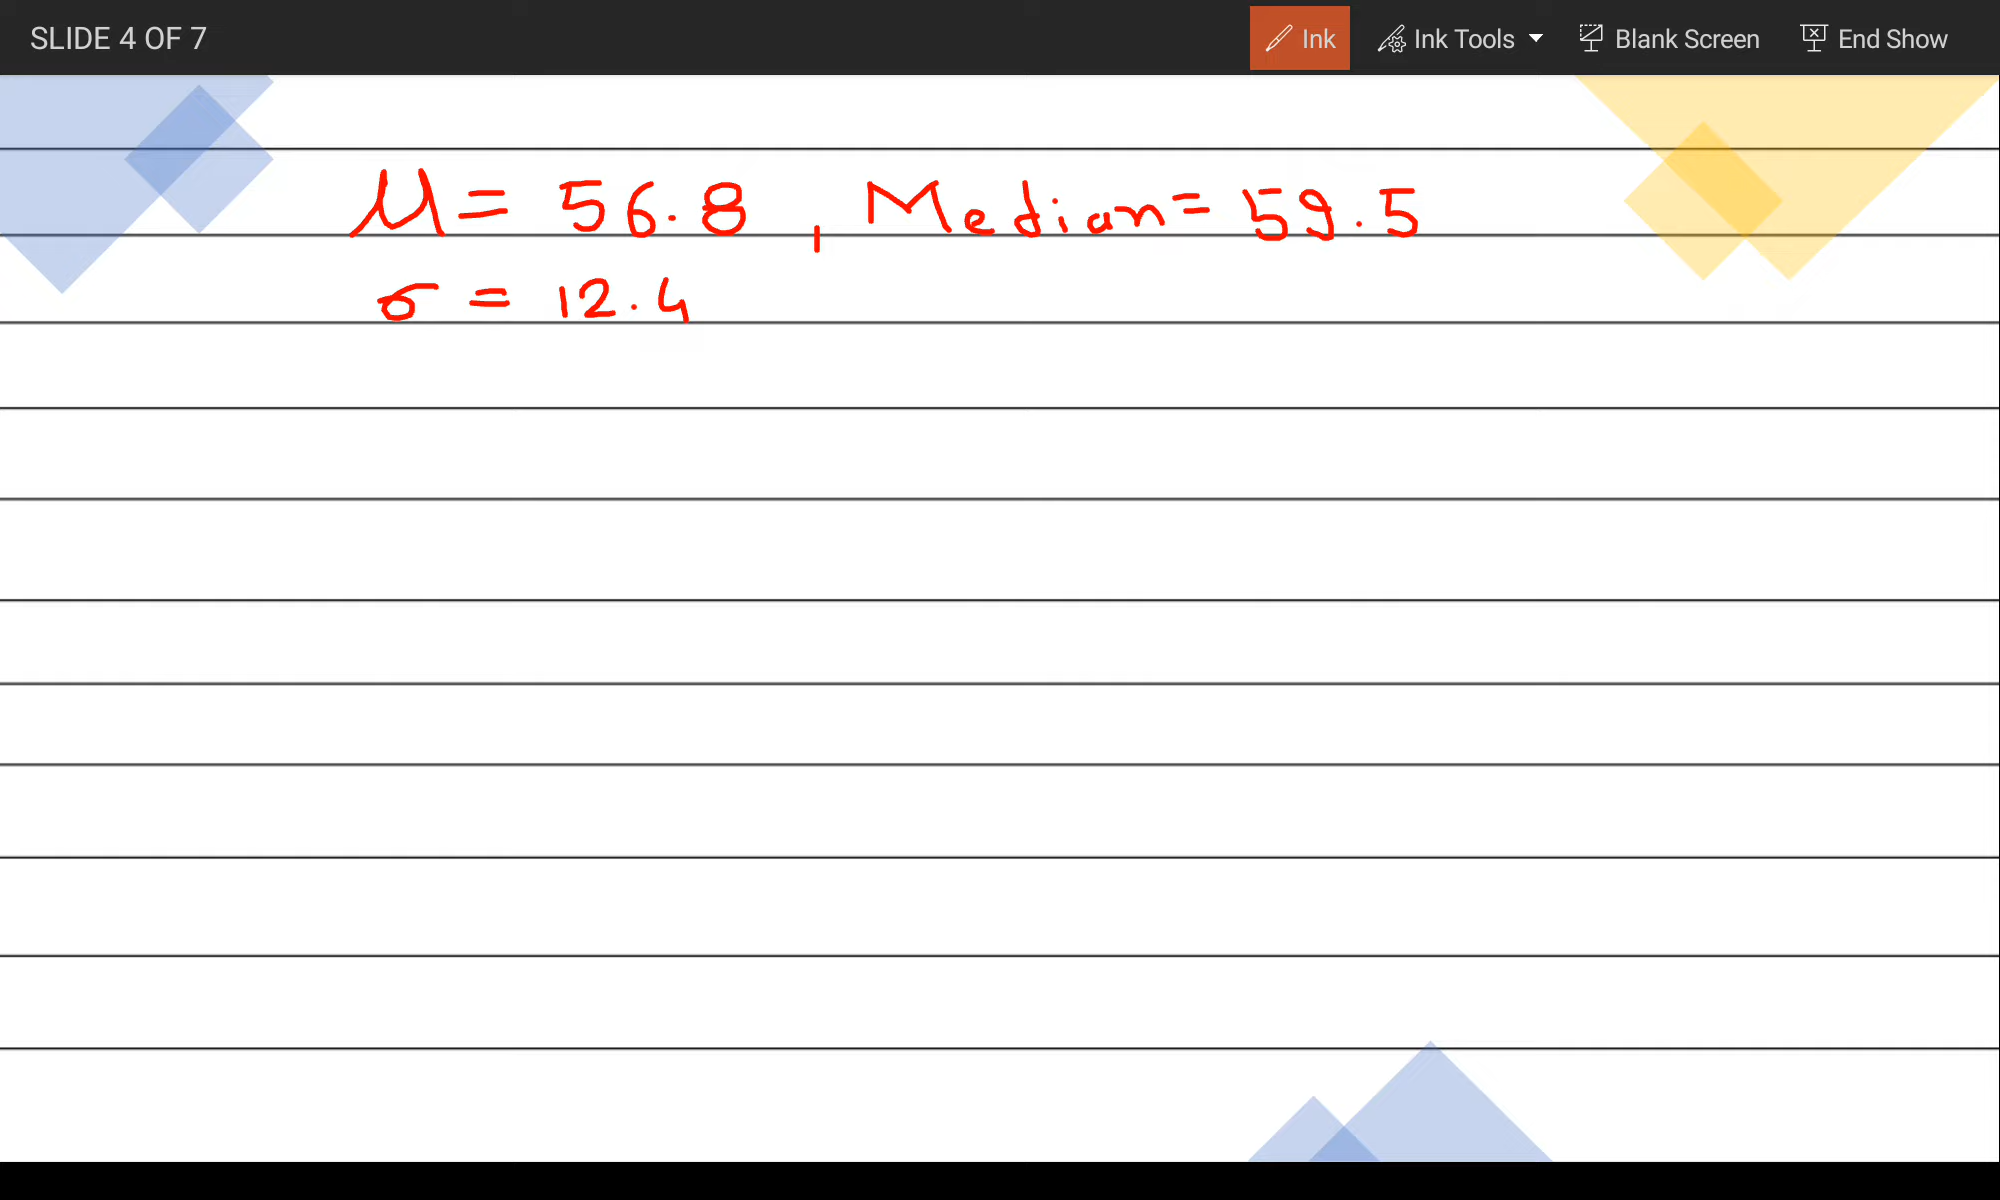 SLIDE 4 OF 7 Ink Ink Tools Blank Screen End Show
μ = 56.8 , Median = 59.5
σ = 12.4